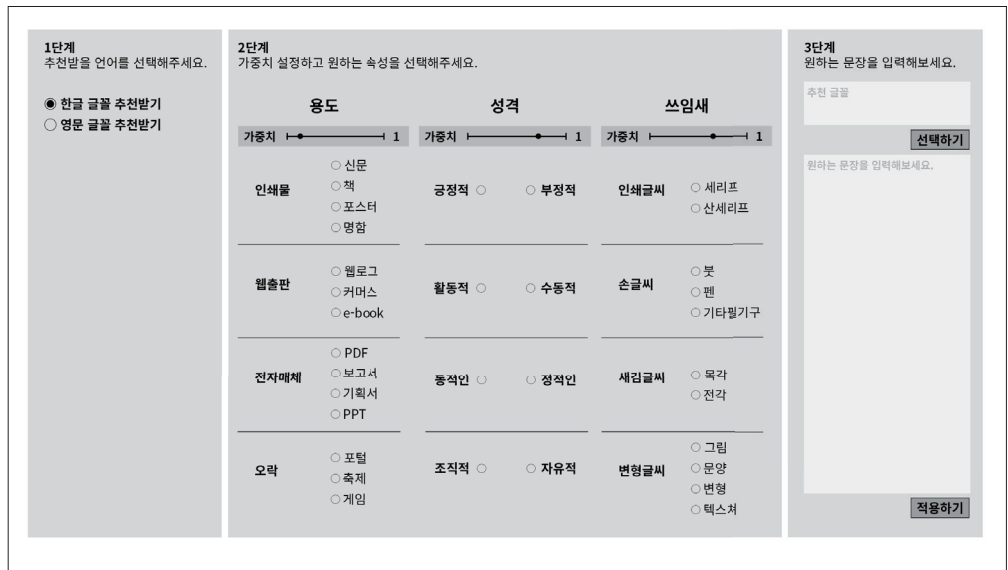 1단계
추천받을 언어를 선택해주세요.
한글 글꼴 추천받기
영문 글꼴 추천받기
2단계
가중치 설정하고 원하는 속성을 선택해주세요.
용도
가중치 1
인쇄물
신문
책
포스터
명함
웹출판
웹로그
커머스
e-book
전자매체
PDF
보고서
기획서
PPT
오락
포털
축제
게임
성격
가중치 1
긍정적 부정적
활동적 수동적
동적인 정적인
조직적 자유적
쓰임새
가중치 1
인쇄글씨
세리프
산세리프
손글씨
붓
펜
기타필기구
새김글씨
목각
전각
변형글씨
그림
문양
변형
텍스쳐
3단계
원하는 문장을 입력해보세요.
추천 글꼴
선택하기
원하는 문장을 입력해보세요.
적용하기